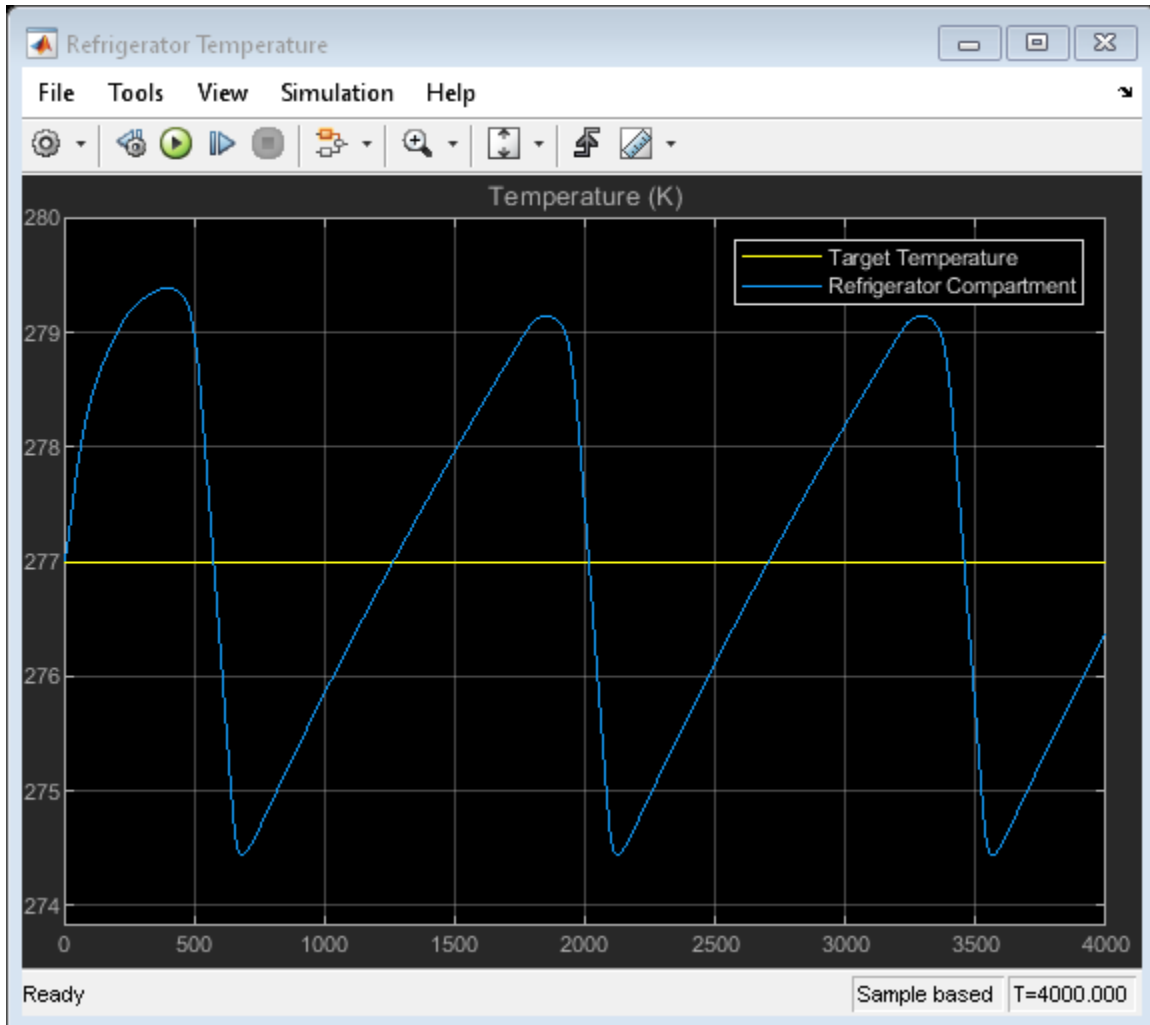 Refrigerator Temperature
File Tools View Simulation Help
Temperature (K)
280
279
278
277
276
275
274
Target Temperature
Refrigerator Compartment
0 500 1000 1500 2000 2500 3000 3500 4000
Ready Sample based T=4000.000